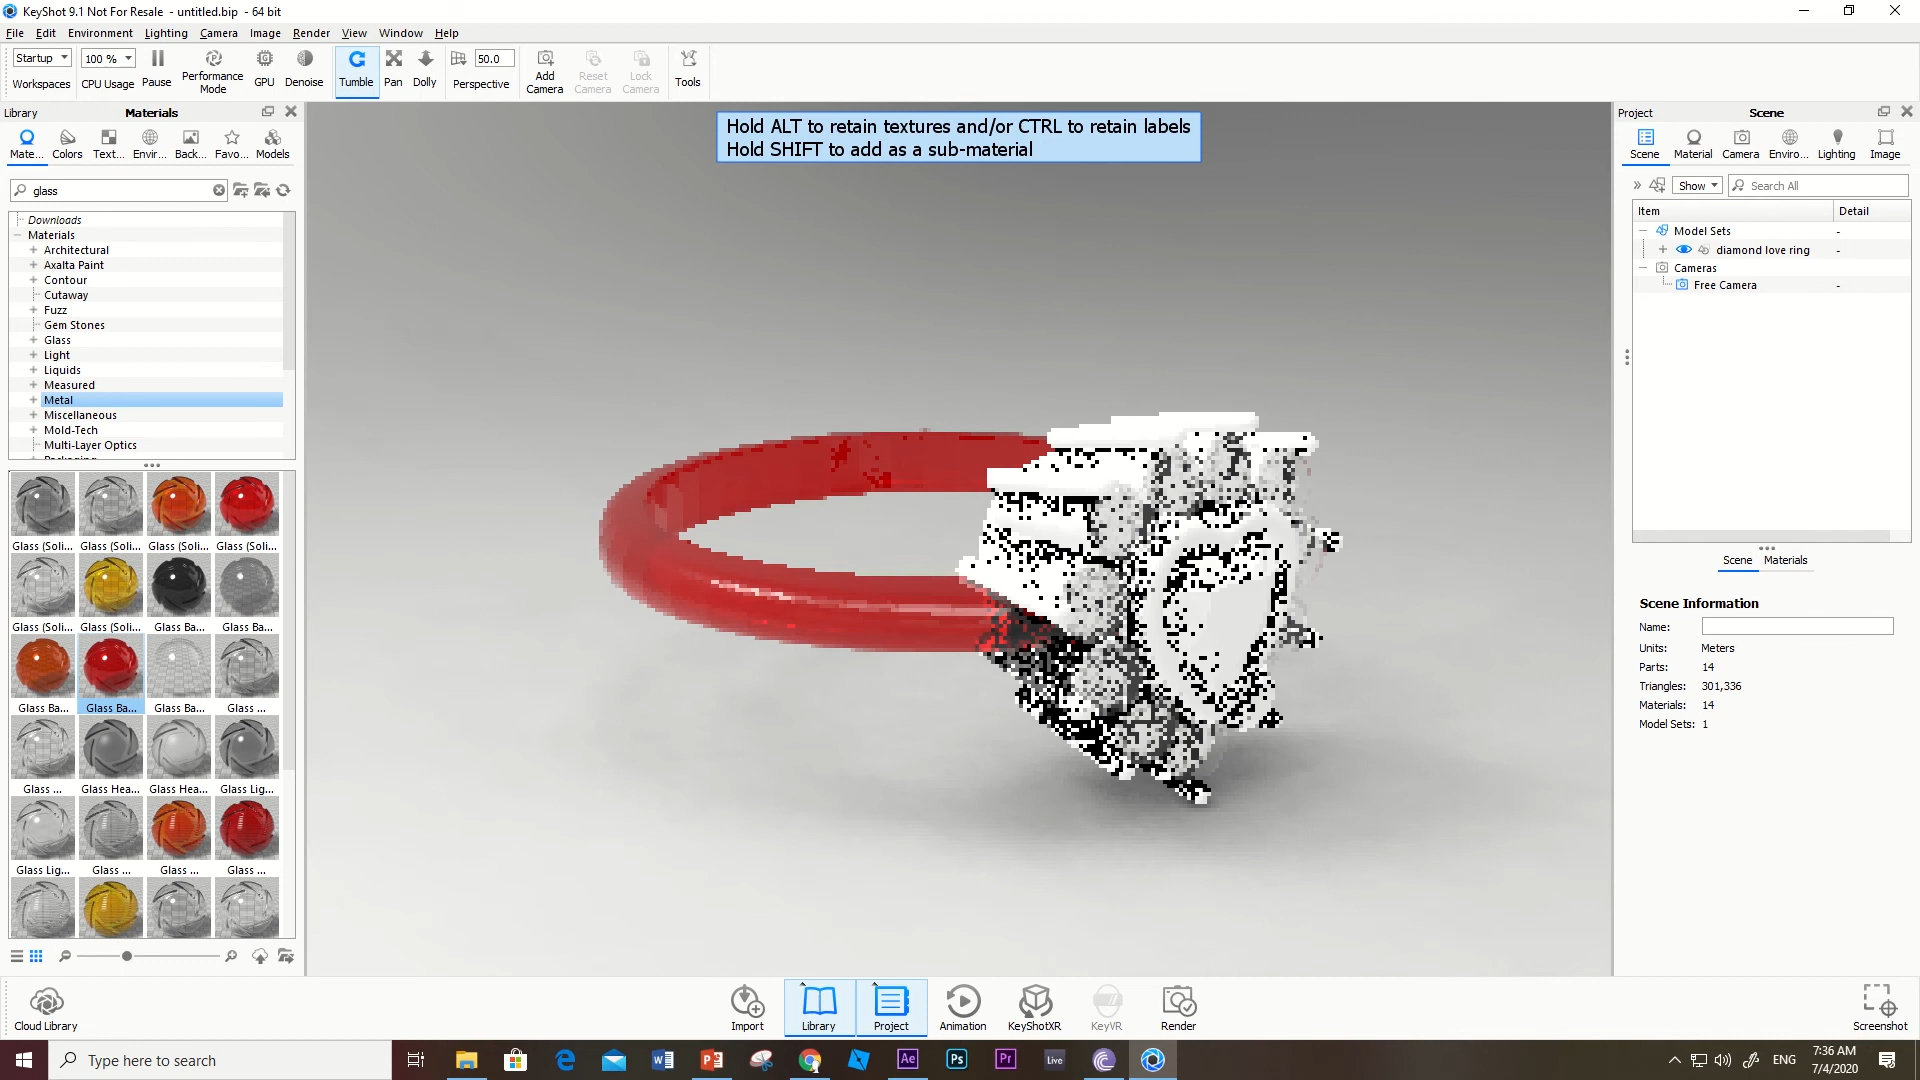 KeyShot 9.1 Not For Resale - untitled.bip - 64 bit
File Edit Environment Lighting Camera Image Render View Window Help
Startup 100 % 50.0
Workspaces CPU Usage Pause Performance Mode GPU Denoise Tumble Pan Dolly Perspective Add Camera Reset Camera Lock Camera Tools
Library Materials
Mate... Colors Text... Envir... Back... Favo... Models
glass
Downloads
Materials
Architectural
Axalta Paint
Contour
Cutaway
Fuzz
Gem Stones
Glass
Light
Liquids
Measured
Metal
Miscellaneous
Mold-Tech
Multi-Layer Optics
Glass (Soli... Glass (Soli... Glass (Soli... Glass (Soli...
Glass (Soli... Glass (Soli... Glass Ba... Glass Ba...
Glass Ba... Glass Ba... Glass Ba... Glass ...
Glass ... Glass Hea... Glass Hea... Glass Lig...
Glass Lig... Glass ... Glass ... Glass ...
Hold ALT to retain textures and/or CTRL to retain labels
Hold SHIFT to add as a sub-material
Project Scene
Scene Material Camera Enviro... Lighting Image
Show Search All
Item Detail
Model Sets -
diamond love ring -
Cameras
Free Camera -
Scene Materials
Scene Information
Name:
Units: Meters
Parts: 14
Triangles: 301,336
Materials: 14
Model Sets: 1
Cloud Library Import Library Project Animation KeyShotXR KeyVR Render Screenshot
Type here to search
Ae Ps Pr Live
ENG
7:36 AM
7/4/2020